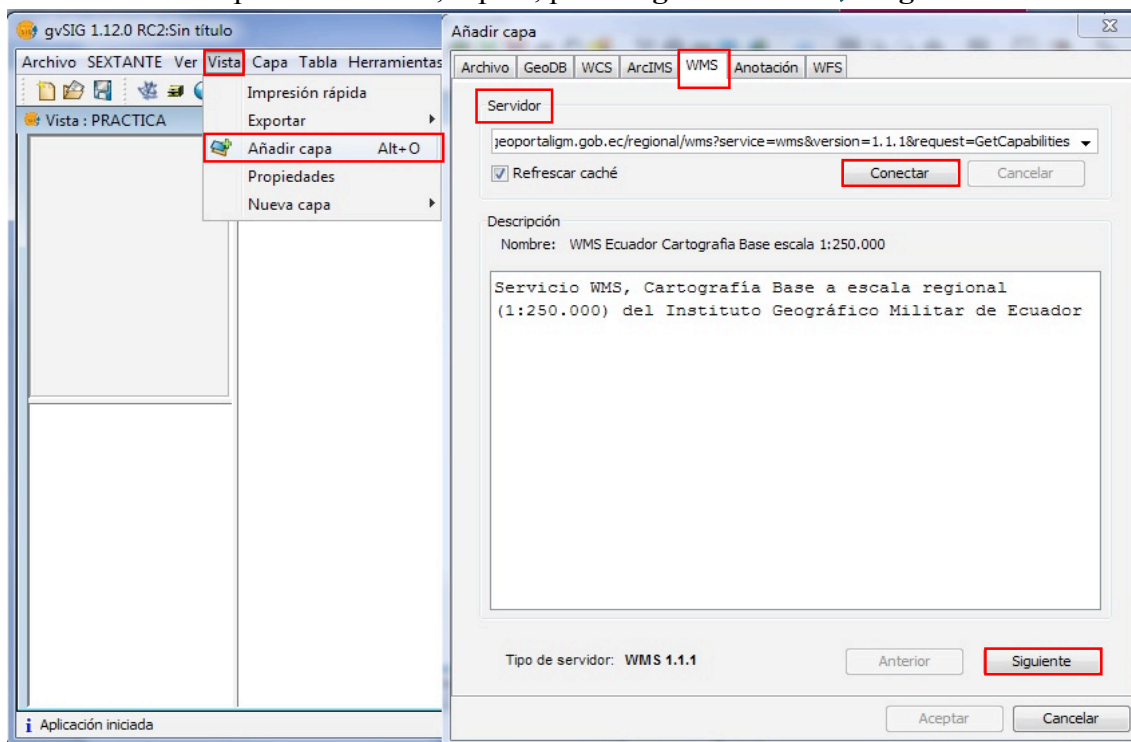 gvSIG 1.12.0 RC2:Sin título
Archivo SEXTANTE Ver Vista Capa Tabla Herramientas
Vista : PRACTICA
Impresión rápida
Exportar
Añadir capa Alt+O
Propiedades
Nueva capa
Aplicación iniciada
Añadir capa
Archivo GeoDB WCS ArcIMS WMS Anotación WFS
Servidor
geoportaligm.gob.ec/regional/wms?service=wms&version=1.1.1&request=GetCapabilities
Refrescar caché Conectar Cancelar
Descripción
Nombre: WMS Ecuador Cartografía Base escala 1:250.000
Servicio WMS, Cartografía Base a escala regional
(1:250.000) del Instituto Geográfico Militar de Ecuador
Tipo de servidor: WMS 1.1.1 Anterior Siguiente
Aceptar Cancelar